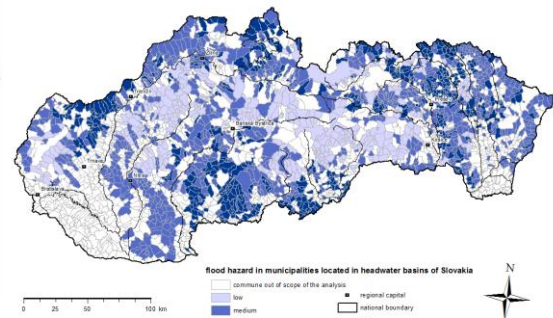 Žilina
Trenčín
Prešov
Banská Bystrica
Košice
Trnava
Nitra
Bratislava
flood hazard in municipalities located in headwater basins of Slovakia
commune out of scope of the analysis
low
regional capital
medium
national boundary
0 25 50 100 km
N